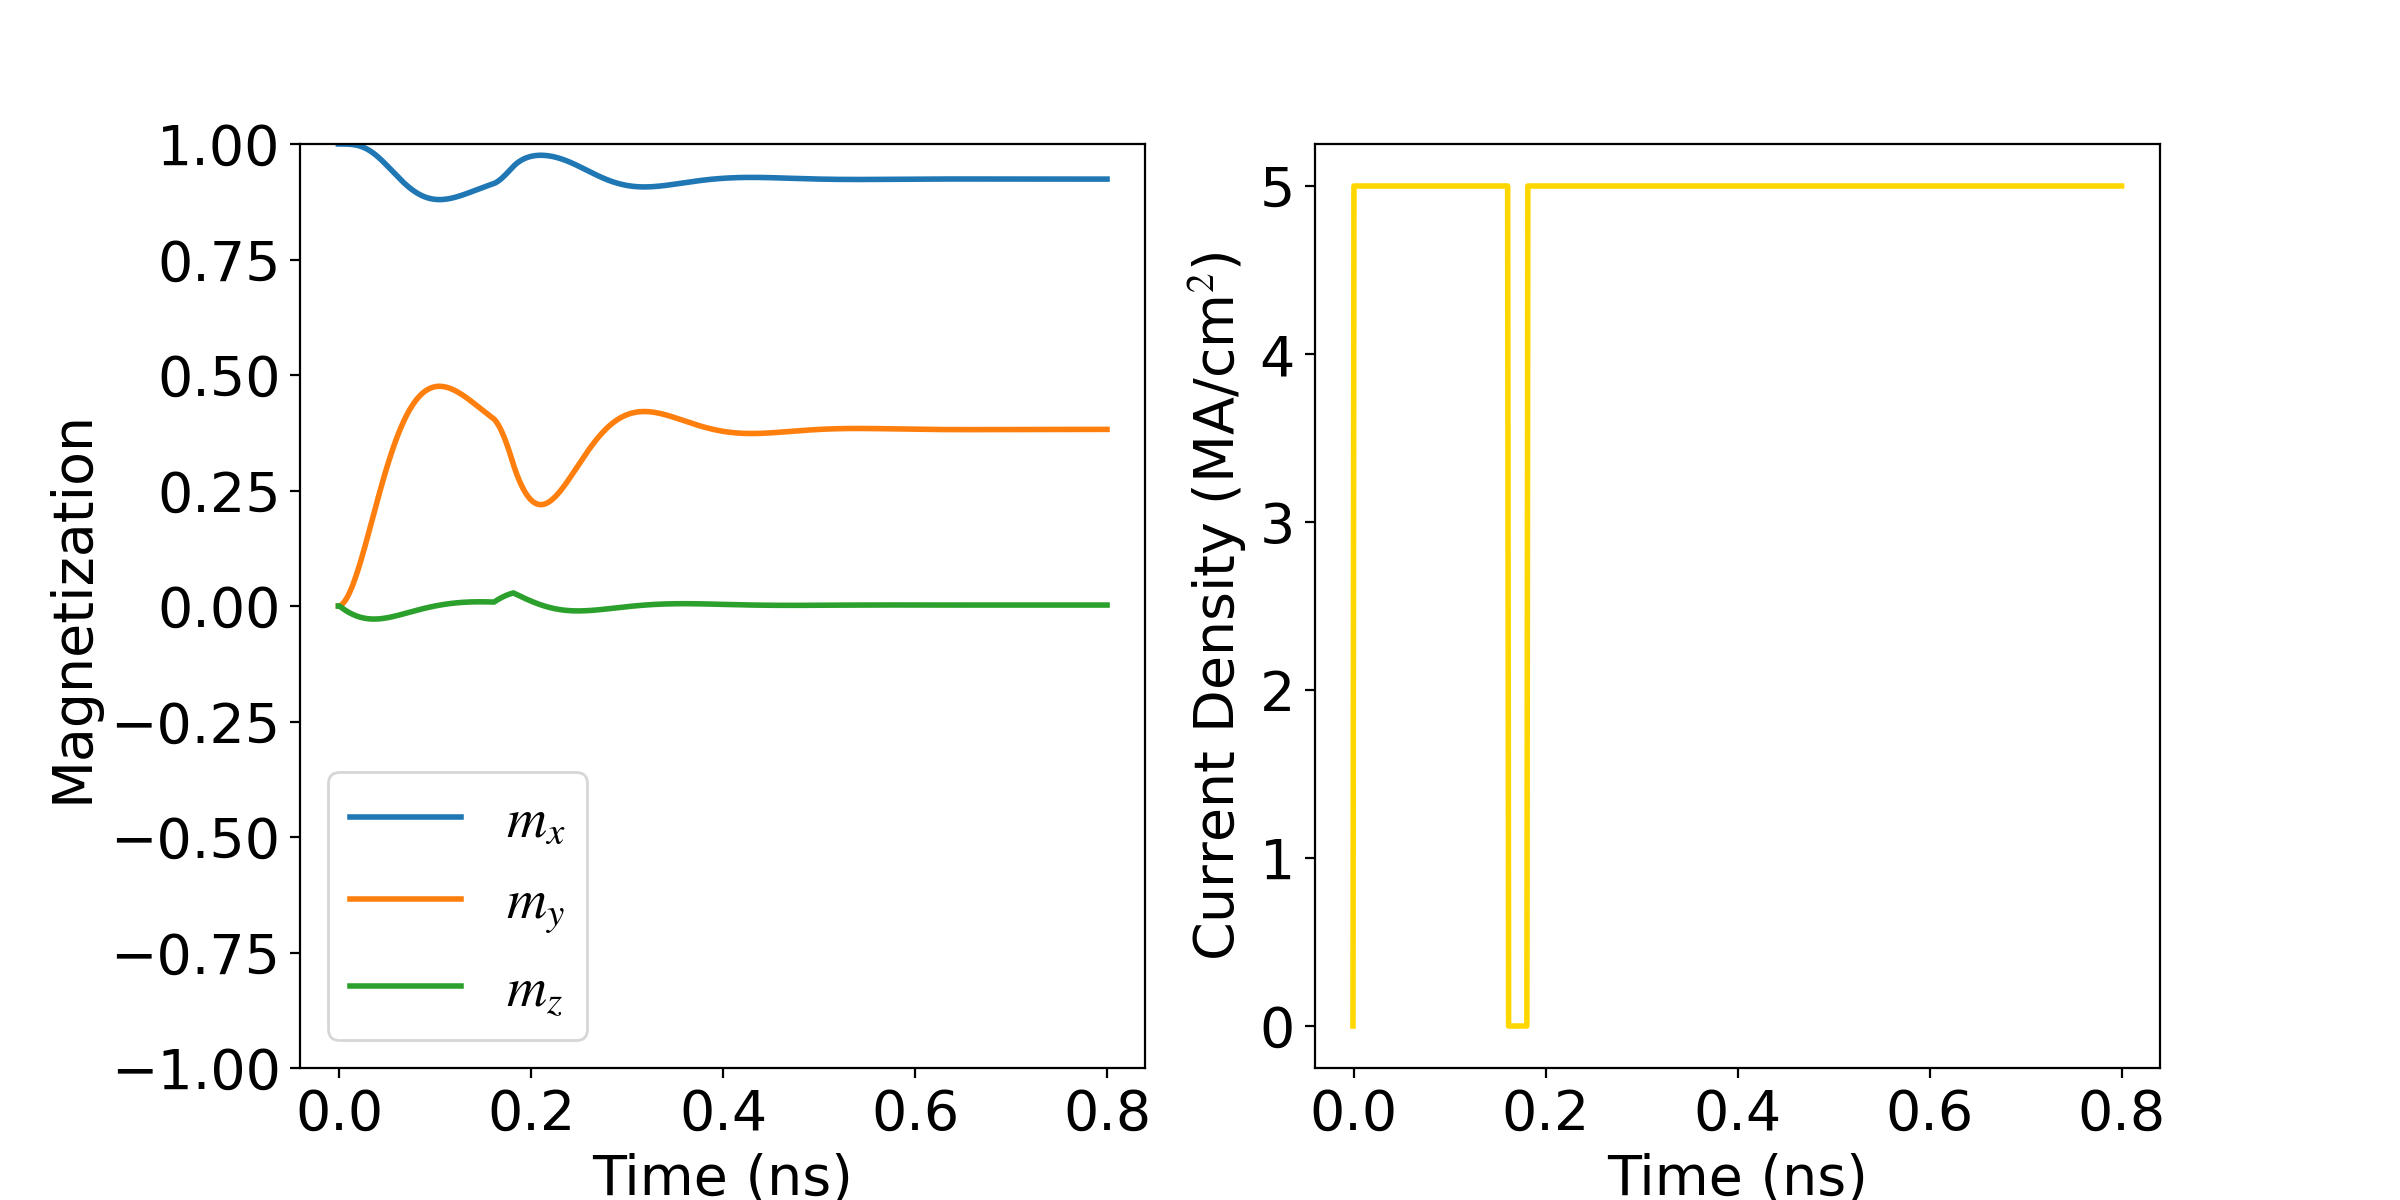 Magnetization
1.00
0.75
0.50
0.25
0.00
−0.25
−0.50
−0.75
−1.00
m_x
m_y
m_z
0.0 0.2 0.4 0.6 0.8
Time (ns)
Current Density (MA/cm²)
5
4
3
2
1
0
0.0 0.2 0.4 0.6 0.8
Time (ns)